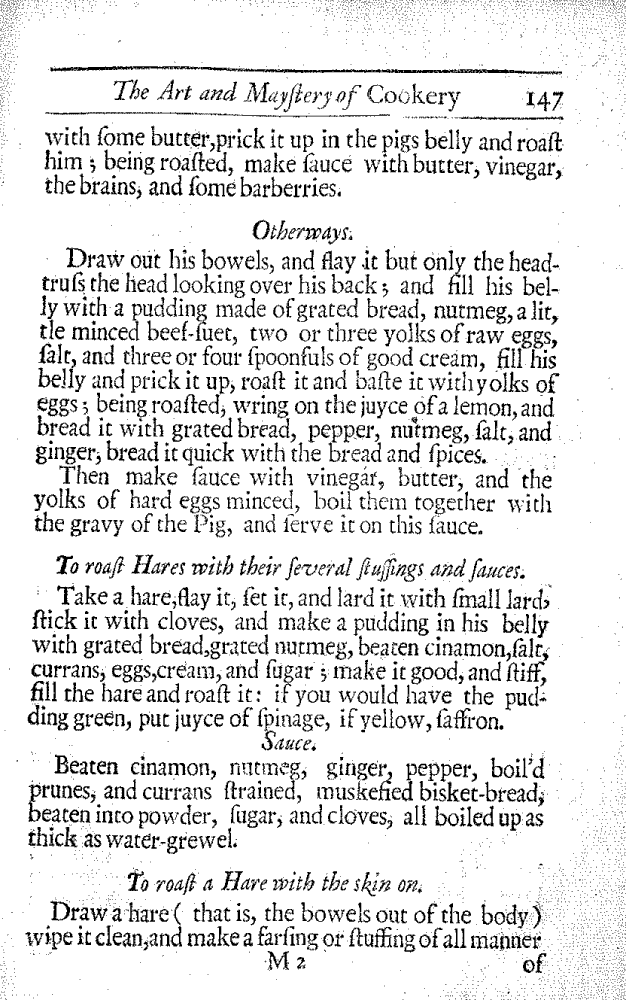 The Art and Mayſtery of Cookery 147
with ſome butter, prick it up in the pigs belly and roaſt
him ; being roaſted, make ſauce with butter, vinegar,
the brains, and ſome barberries.
Otherways.
Draw out his bowels, and flay it but only the head-
truſs the head looking over his back ; and fill his bel-
ly with a pudding made of grated bread, nutmeg, a lit,
tle minced beef-ſuet, two or three yolks of raw eggs,
ſalt, and three or four ſpoonfuls of good cream, fill his
belly and prick it up, roaſt it and baſte it with yolks of
eggs ; being roaſted, wring on the juyce of a lemon, and
bread it with grated bread, pepper, nutmeg, ſalt, and
ginger, bread it quick with the bread and ſpices.
Then make ſauce with vinegar, butter, and the
yolks of hard eggs minced, boil them together with
the gravy of the Pig, and ſerve it on this ſauce.
To roaſt Hares with their ſeveral ſtuffings and ſauces.
Take a hare, flay it, ſet it, and lard it with ſmall lard,
ſtick it with cloves, and make a pudding in his belly
with grated bread, grated nutmeg, beaten cinamon, ſalt,
currans, eggs, cream, and ſugar ; make it good, and ſtiff,
fill the hare and roaſt it : if you would have the pud-
ding green, put juyce of ſpinage, if yellow, ſaffron.
Sauce.
Beaten cinamon, nutmeg, ginger, pepper, boil'd
prunes, and currans ſtrained, muskefied bisket-bread,
beaten into powder, ſugar, and cloves, all boiled up as
thick as water-grewel.
To roaſt a Hare with the skin on.
Draw a hare ( that is, the bowels out of the body )
wipe it clean, and make a farſing or ſtuffing of all manner
M 2 of